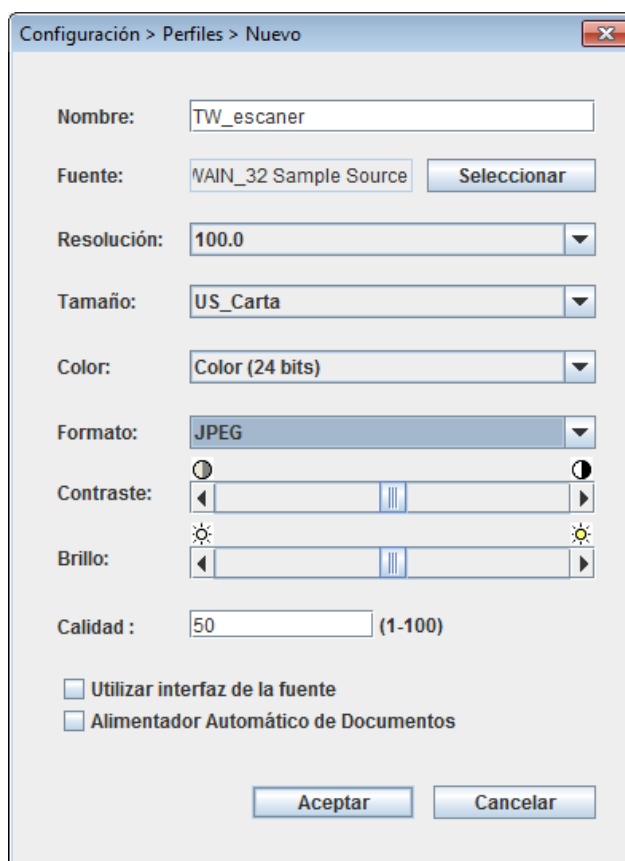 Configuración > Perfiles > Nuevo
Nombre: TW_escaner
Fuente: WAIN_32 Sample Source Seleccionar
Resolución: 100.0
Tamaño: US_Carta
Color: Color (24 bits)
Formato: JPEG
Contraste:
Brillo:
Calidad : 50 (1-100)
Utilizar interfaz de la fuente
Alimentador Automático de Documentos
Aceptar Cancelar